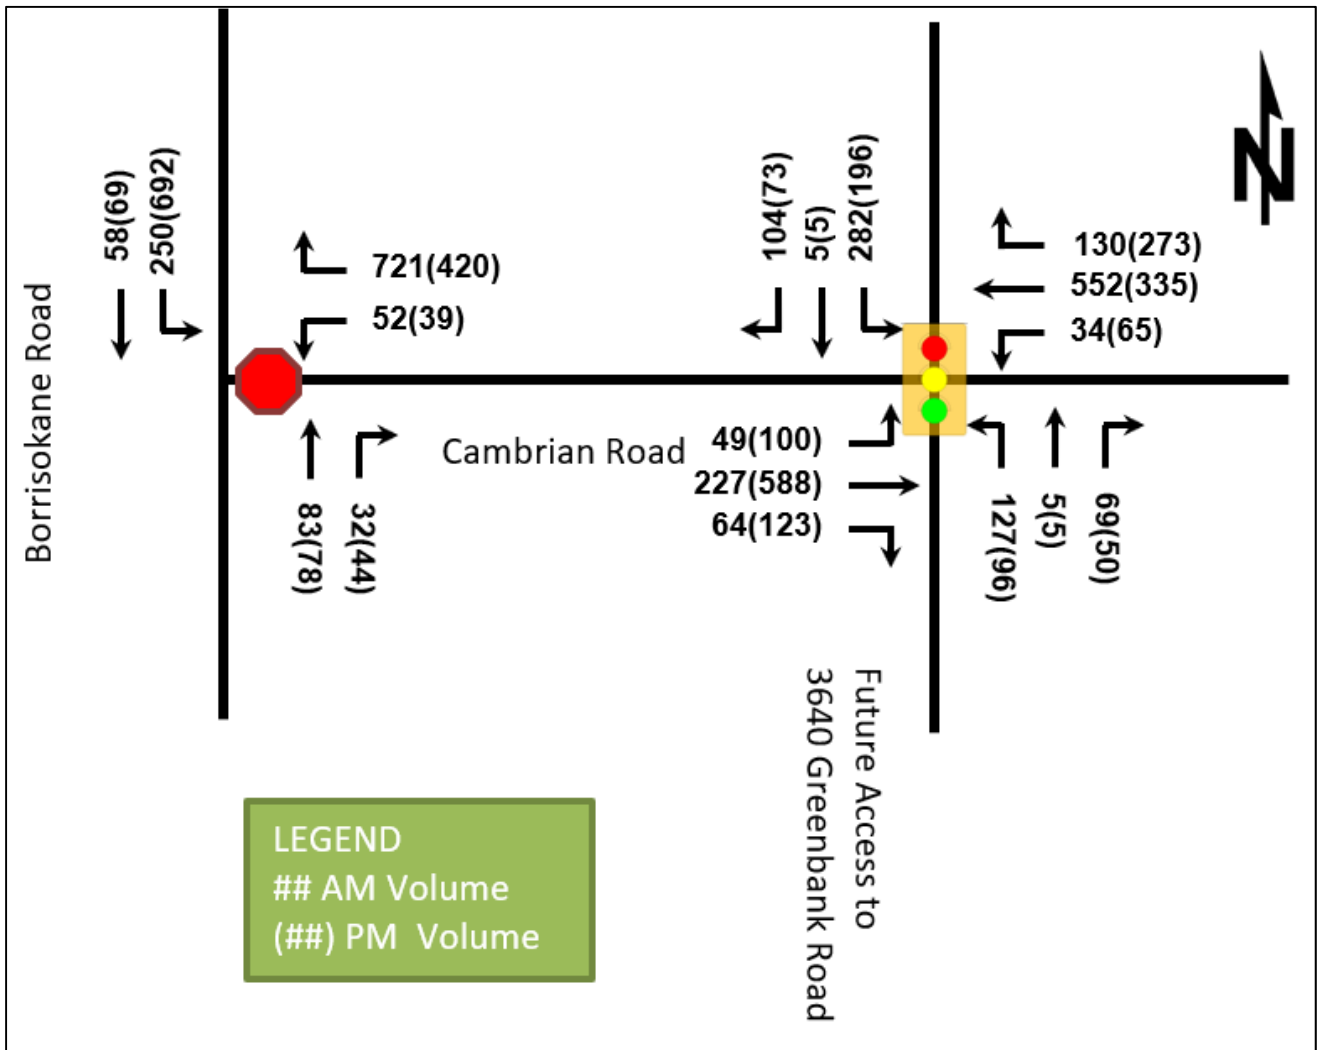 58(69)
250(692)
721(420)
52(39)
83(78)
32(44)
Borrisokane Road
Cambrian Road
104(73)
5(5)
282(196)
130(273)
552(335)
34(65)
49(100)
227(588)
64(123)
127(96)
5(5)
69(50)
N
Future Access to
3640 Greenbank Road
LEGEND
## AM Volume
(##) PM Volume